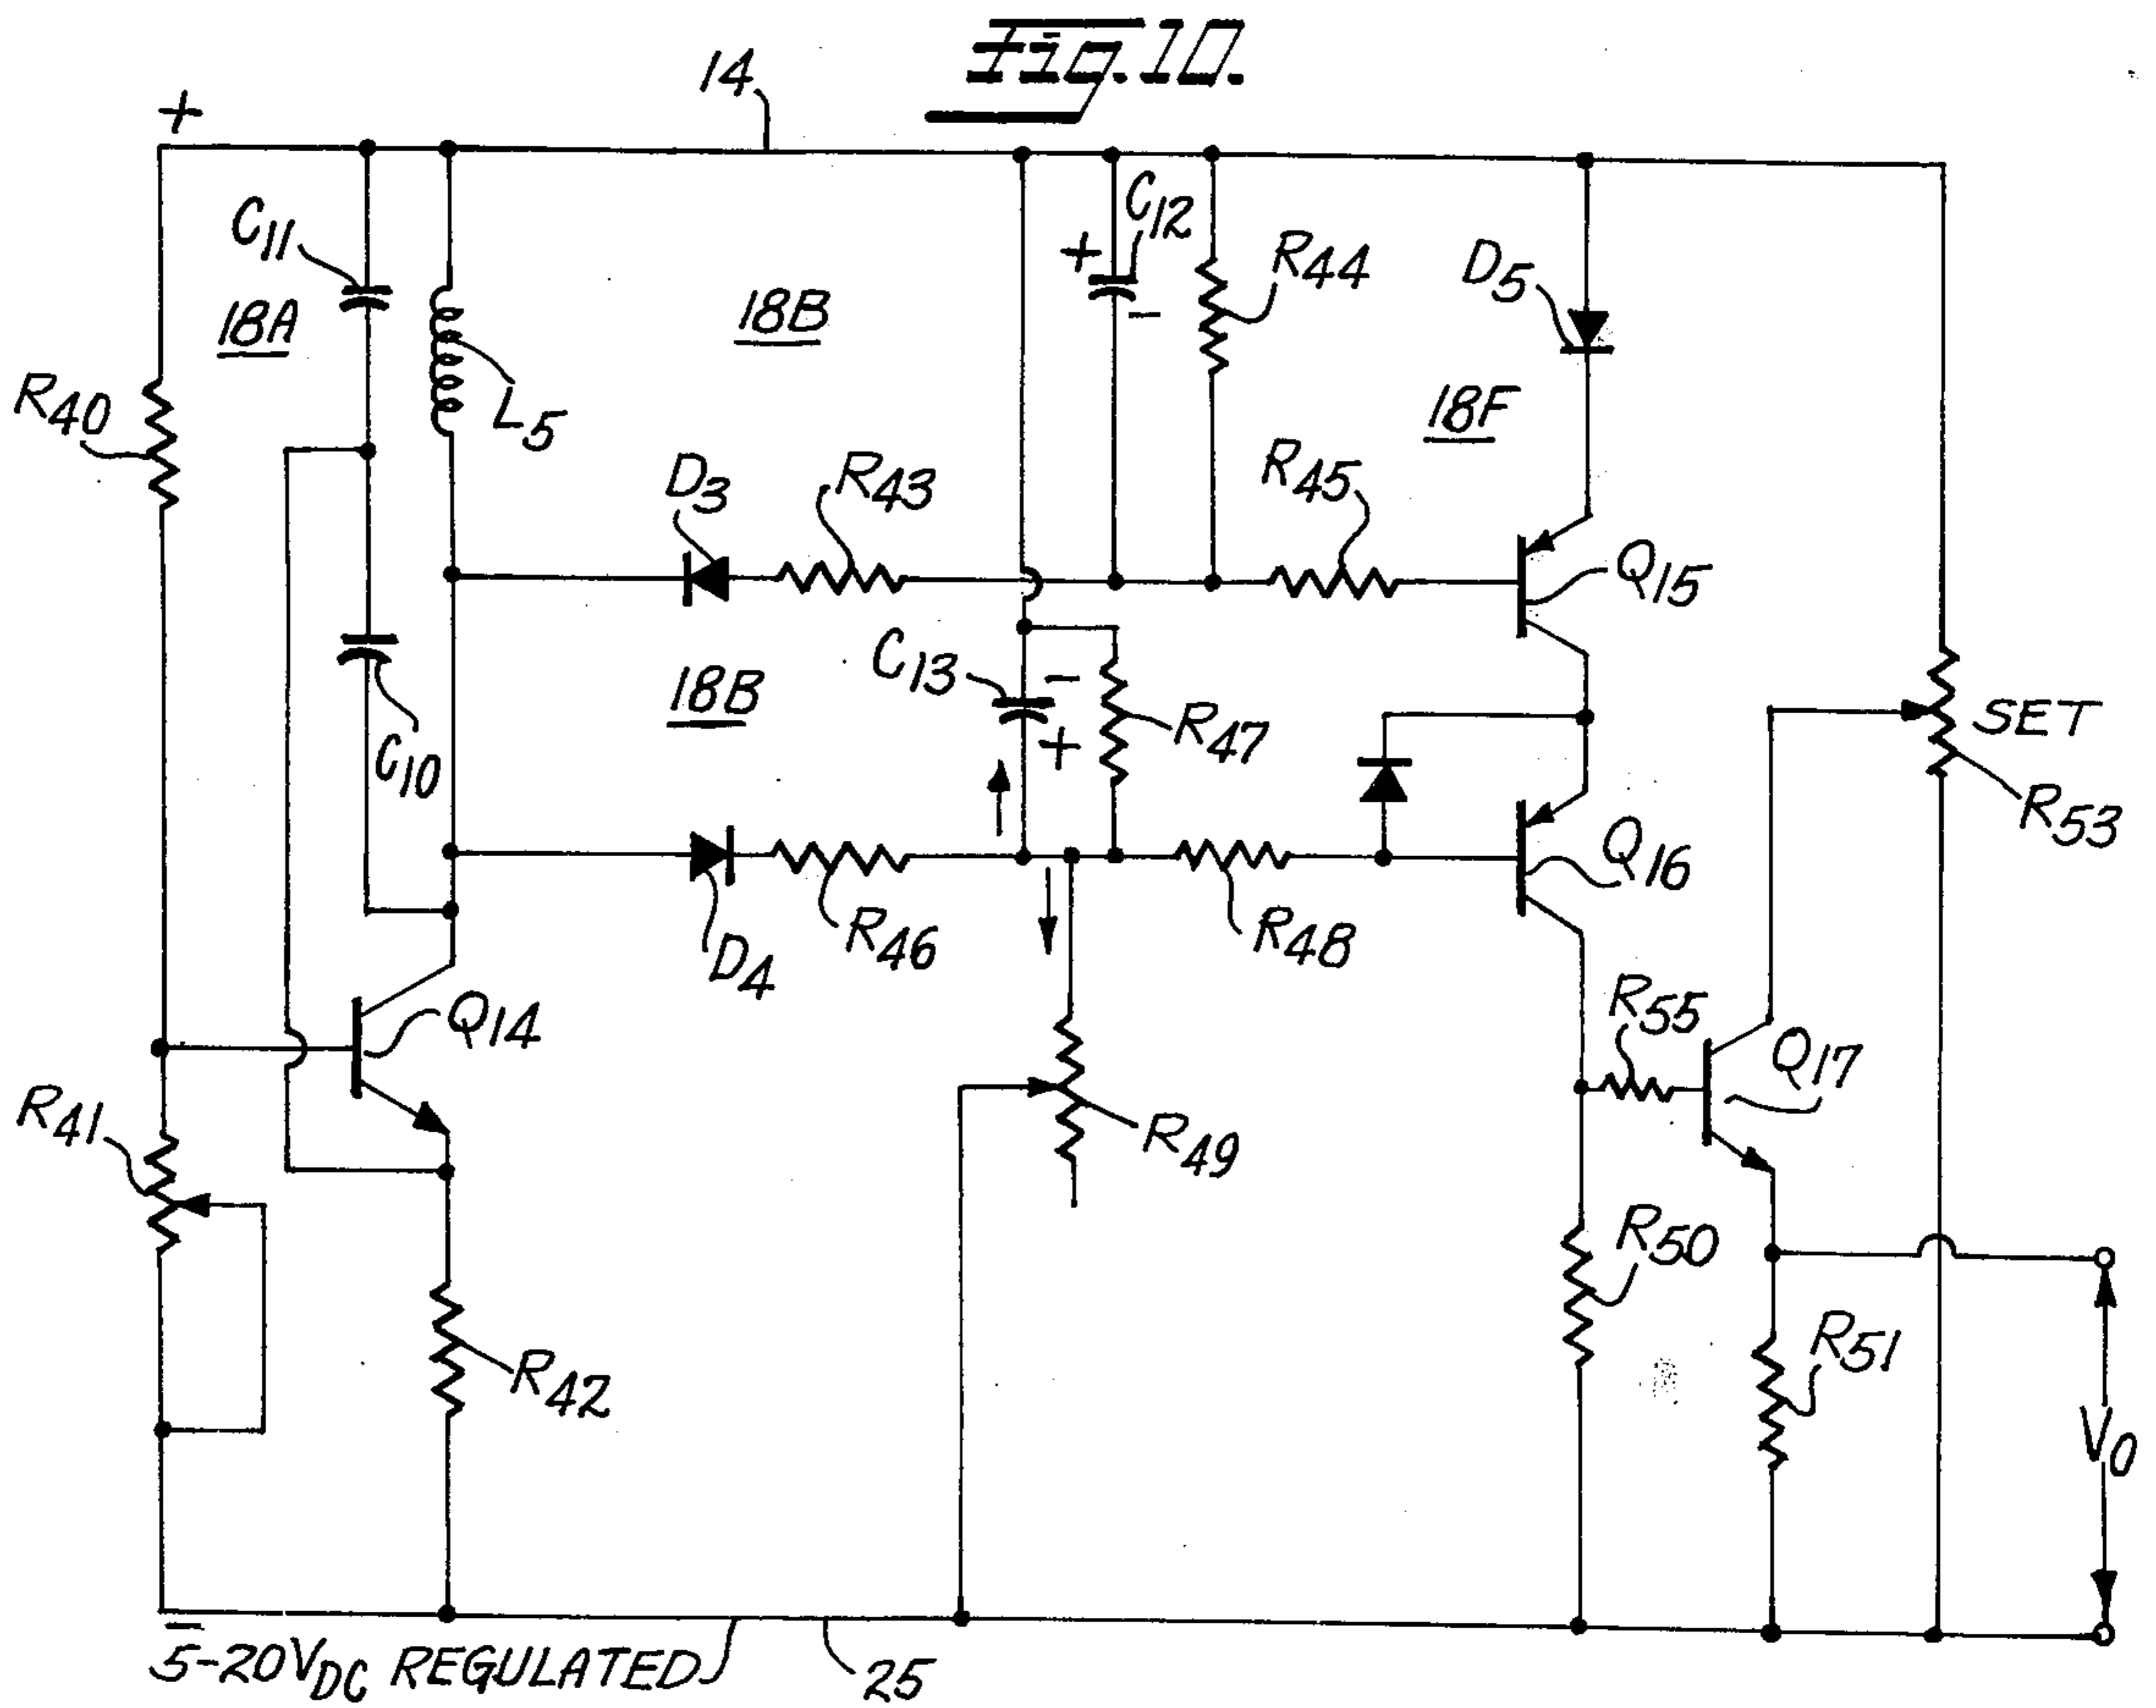 Fig. 10.
14
+
C11
C12
+
R44
D5
18A
18B
−
R40
L5
18F
D3
R43
R45
Q15
C13
−
18B
R47
SET
C10
+
R53
Q16
R46
R48
D4
R55
Q14
Q17
R41
R49
R50
R51
R42
V0
−
5-20VDC REGULATED
25